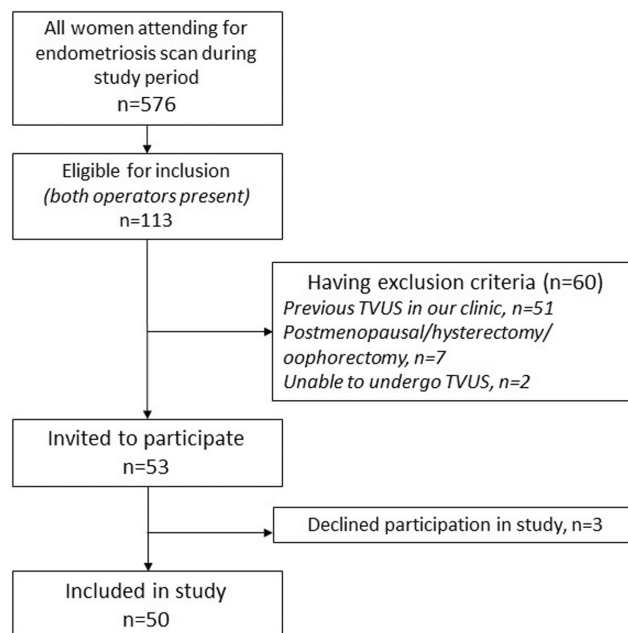 All women attending for
endometriosis scan during
study period
n=576
Eligible for inclusion
(both operators present)
n=113
Having exclusion criteria (n=60)
Previous TVUS in our clinic, n=51
Postmenopausal/hysterectomy/
oophorectomy, n=7
Unable to undergo TVUS, n=2
Invited to participate
n=53
Declined participation in study, n=3
Included in study
n=50